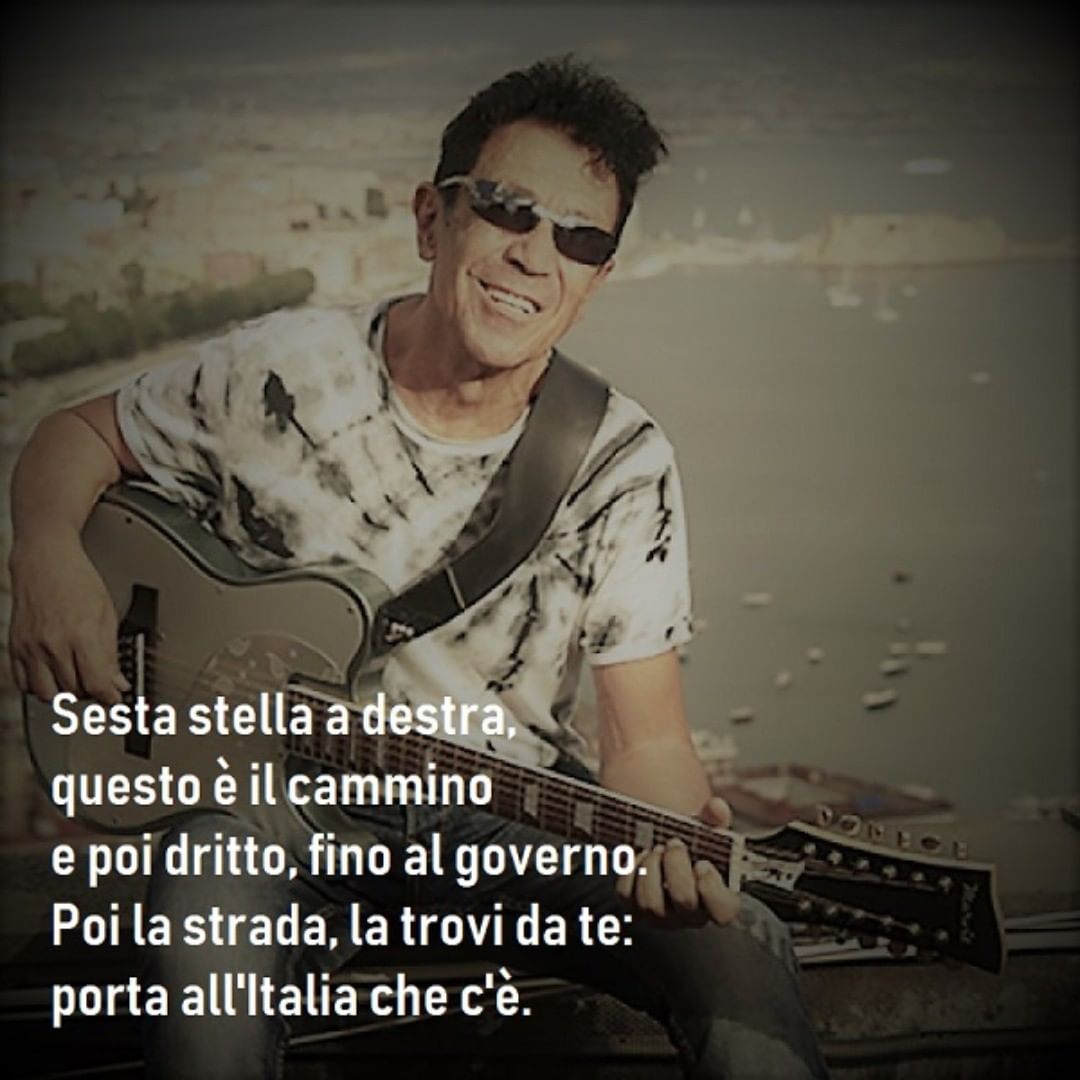 Sesta stella a destra,
questo è il cammino
e poi dritto, fino al governo.
Poi la strada, la trovi da te:
porta all'Italia che c'è.